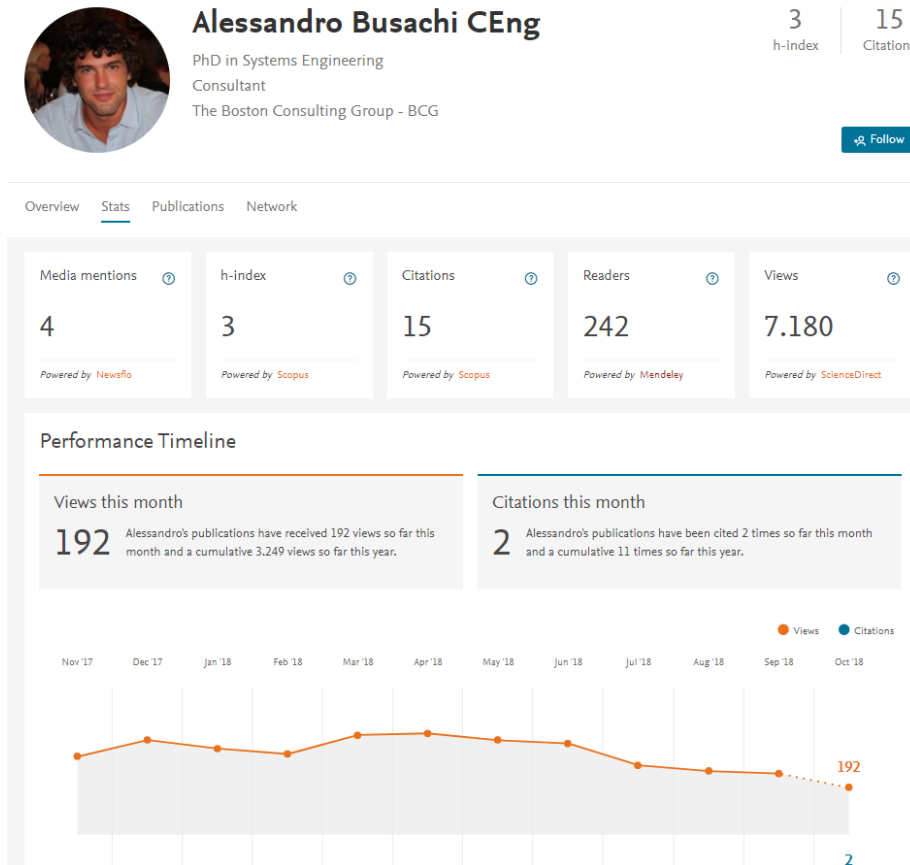 Alessandro Busachi CEng
3
15
h-index
Citation
PhD in Systems Engineering
Consultant
The Boston Consulting Group - BCG
Follow
Overview Stats Publications Network
Media mentions ?
4
Powered by Newsflo
h-index ?
3
Powered by Scopus
Citations ?
15
Powered by Scopus
Readers ?
242
Powered by Mendeley
Views ?
7.180
Powered by ScienceDirect
Performance Timeline
Views this month
192
Alessandro's publications have received 192 views so far this
month and a cumulative 3.249 views so far this year.
Citations this month
2
Alessandro's publications have been cited 2 times so far this month
and a cumulative 11 times so far this year.
Views Citations
Nov '17 Dec '17 Jan '18 Feb '18 Mar '18 Apr '18 May '18 Jun '18 Jul '18 Aug '18 Sep '18 Oct '18
192
2